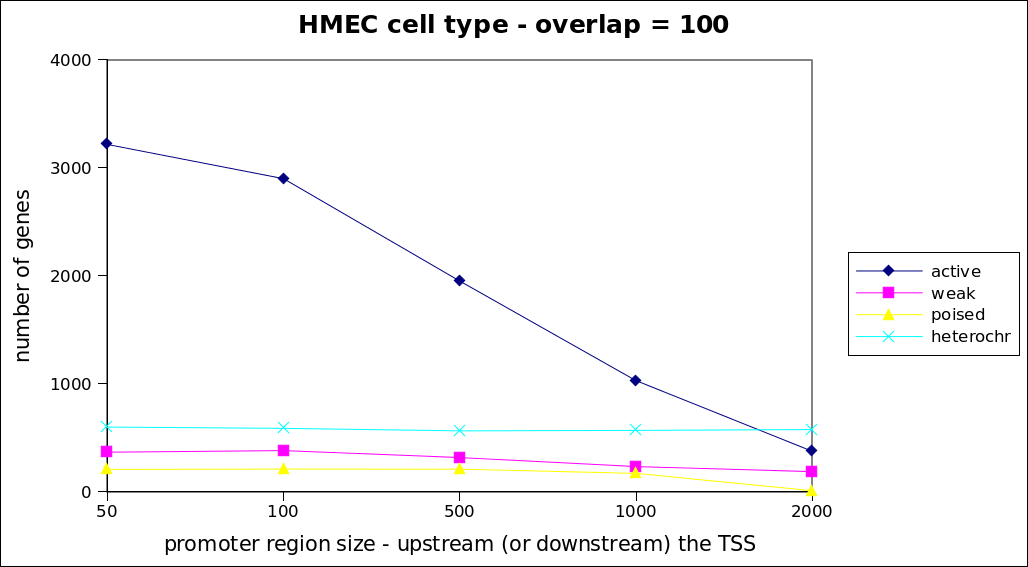 HMEC cell type - overlap = 100
4000
3000
2000
1000
0
number of genes
50 100 500 1000 2000
promoter region size - upstream (or downstream) the TSS
active
weak
poised
heterochr